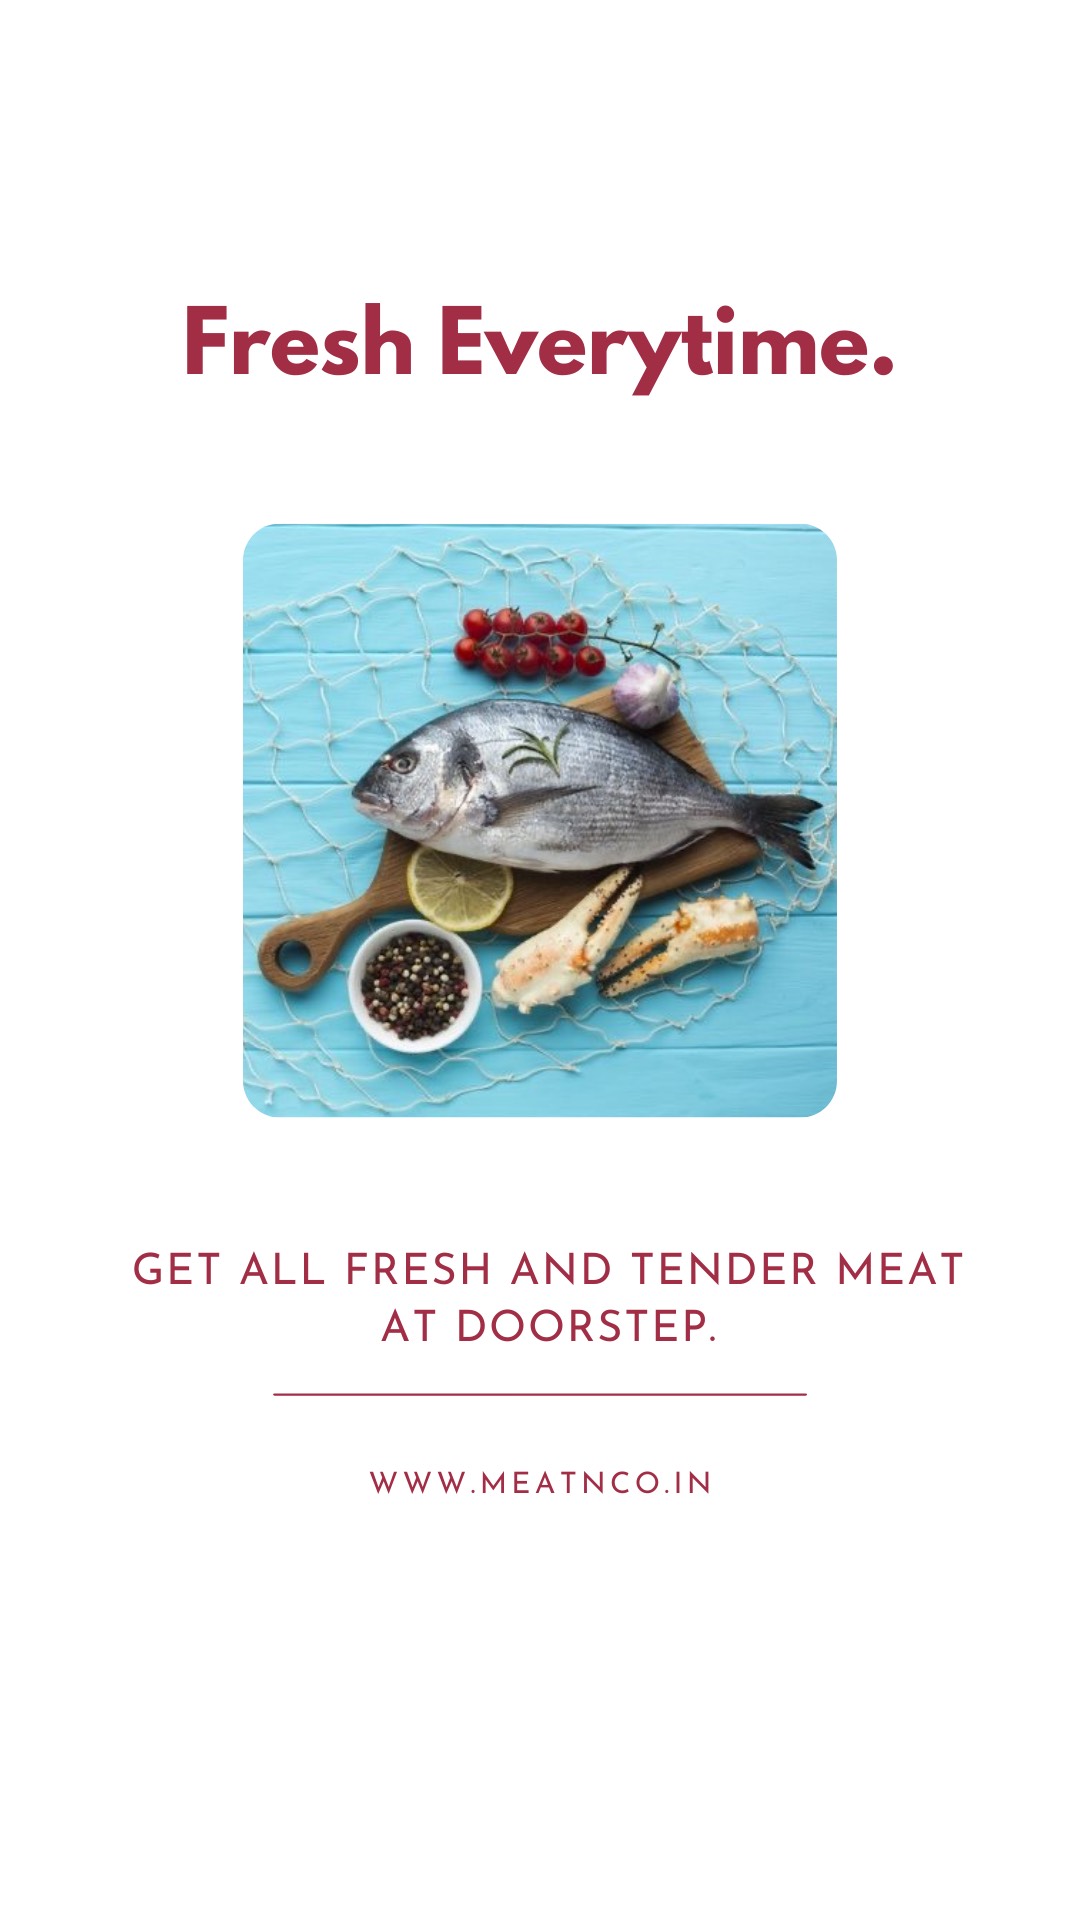 Fresh Everytime.
GET ALL FRESH AND TENDER MEAT
AT DOORSTEP.
WWW.MEATNCO.IN